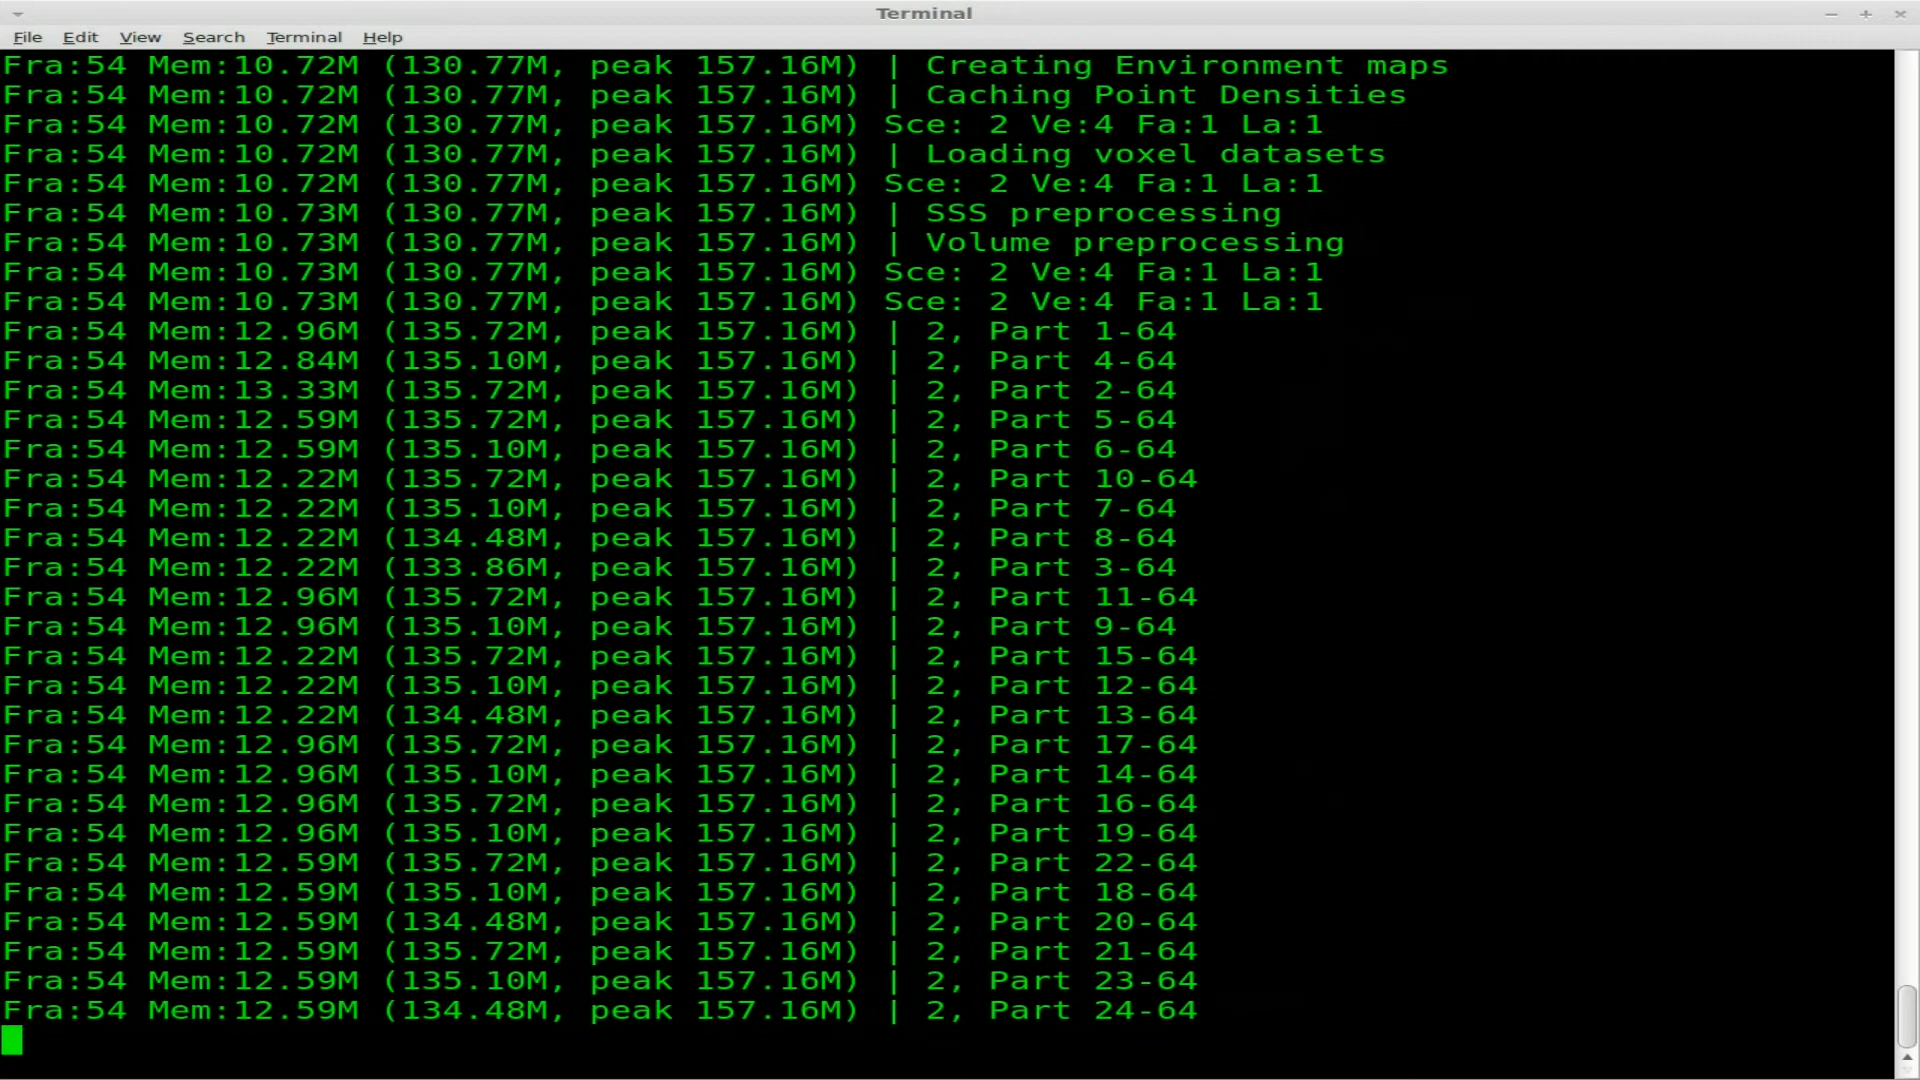 Terminal
File Edit View Search Terminal Help
Fra:54 Mem:10.72M (130.77M, peak 157.16M) | Creating Environment maps
Fra:54 Mem:10.72M (130.77M, peak 157.16M) | Caching Point Densities
Fra:54 Mem:10.72M (130.77M, peak 157.16M) Sce: 2 Ve:4 Fa:1 La:1
Fra:54 Mem:10.72M (130.77M, peak 157.16M) | Loading voxel datasets
Fra:54 Mem:10.72M (130.77M, peak 157.16M) Sce: 2 Ve:4 Fa:1 La:1
Fra:54 Mem:10.73M (130.77M, peak 157.16M) | SSS preprocessing
Fra:54 Mem:10.73M (130.77M, peak 157.16M) | Volume preprocessing
Fra:54 Mem:10.73M (130.77M, peak 157.16M) Sce: 2 Ve:4 Fa:1 La:1
Fra:54 Mem:10.73M (130.77M, peak 157.16M) Sce: 2 Ve:4 Fa:1 La:1
Fra:54 Mem:12.96M (135.72M, peak 157.16M) | 2, Part 1-64
Fra:54 Mem:12.84M (135.10M, peak 157.16M) | 2, Part 4-64
Fra:54 Mem:13.33M (135.72M, peak 157.16M) | 2, Part 2-64
Fra:54 Mem:12.59M (135.72M, peak 157.16M) | 2, Part 5-64
Fra:54 Mem:12.59M (135.10M, peak 157.16M) | 2, Part 6-64
Fra:54 Mem:12.22M (135.72M, peak 157.16M) | 2, Part 10-64
Fra:54 Mem:12.22M (135.10M, peak 157.16M) | 2, Part 7-64
Fra:54 Mem:12.22M (134.48M, peak 157.16M) | 2, Part 8-64
Fra:54 Mem:12.22M (133.86M, peak 157.16M) | 2, Part 3-64
Fra:54 Mem:12.96M (135.72M, peak 157.16M) | 2, Part 11-64
Fra:54 Mem:12.96M (135.10M, peak 157.16M) | 2, Part 9-64
Fra:54 Mem:12.22M (135.72M, peak 157.16M) | 2, Part 15-64
Fra:54 Mem:12.22M (135.10M, peak 157.16M) | 2, Part 12-64
Fra:54 Mem:12.22M (134.48M, peak 157.16M) | 2, Part 13-64
Fra:54 Mem:12.96M (135.72M, peak 157.16M) | 2, Part 17-64
Fra:54 Mem:12.96M (135.10M, peak 157.16M) | 2, Part 14-64
Fra:54 Mem:12.96M (135.72M, peak 157.16M) | 2, Part 16-64
Fra:54 Mem:12.96M (135.10M, peak 157.16M) | 2, Part 19-64
Fra:54 Mem:12.59M (135.72M, peak 157.16M) | 2, Part 22-64
Fra:54 Mem:12.59M (135.10M, peak 157.16M) | 2, Part 18-64
Fra:54 Mem:12.59M (134.48M, peak 157.16M) | 2, Part 20-64
Fra:54 Mem:12.59M (135.72M, peak 157.16M) | 2, Part 21-64
Fra:54 Mem:12.59M (135.10M, peak 157.16M) | 2, Part 23-64
Fra:54 Mem:12.59M (134.48M, peak 157.16M) | 2, Part 24-64